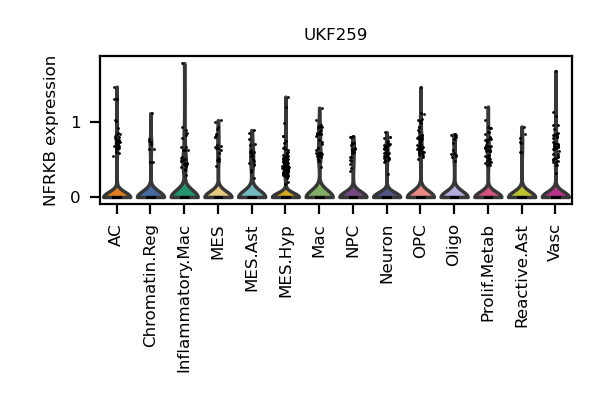 UKF259
NFRKB expression
1
0
AC
Chromatin.Reg
Inflammatory.Mac
MES
MES.Ast
MES.Hyp
Mac
NPC
Neuron
OPC
Oligo
Prolif.Metab
Reactive.Ast
Vasc